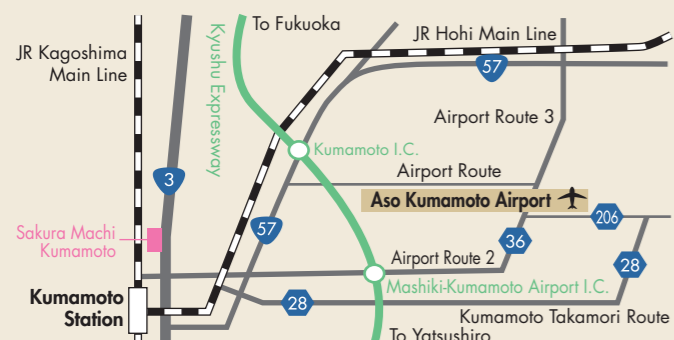 To Fukuoka
JR Kagoshima
Main Line
Kyushu Expressway
JR Hohi Main Line
57
Airport Route 3
Kumamoto I.C.
Airport Route
3
Aso Kumamoto Airport
206
Sakura Machi
Kumamoto
57
36
Airport Route 2
28
Mashiki-Kumamoto Airport I.C.
Kumamoto
Station
28
Kumamoto Takamori Route
To Yatsushiro